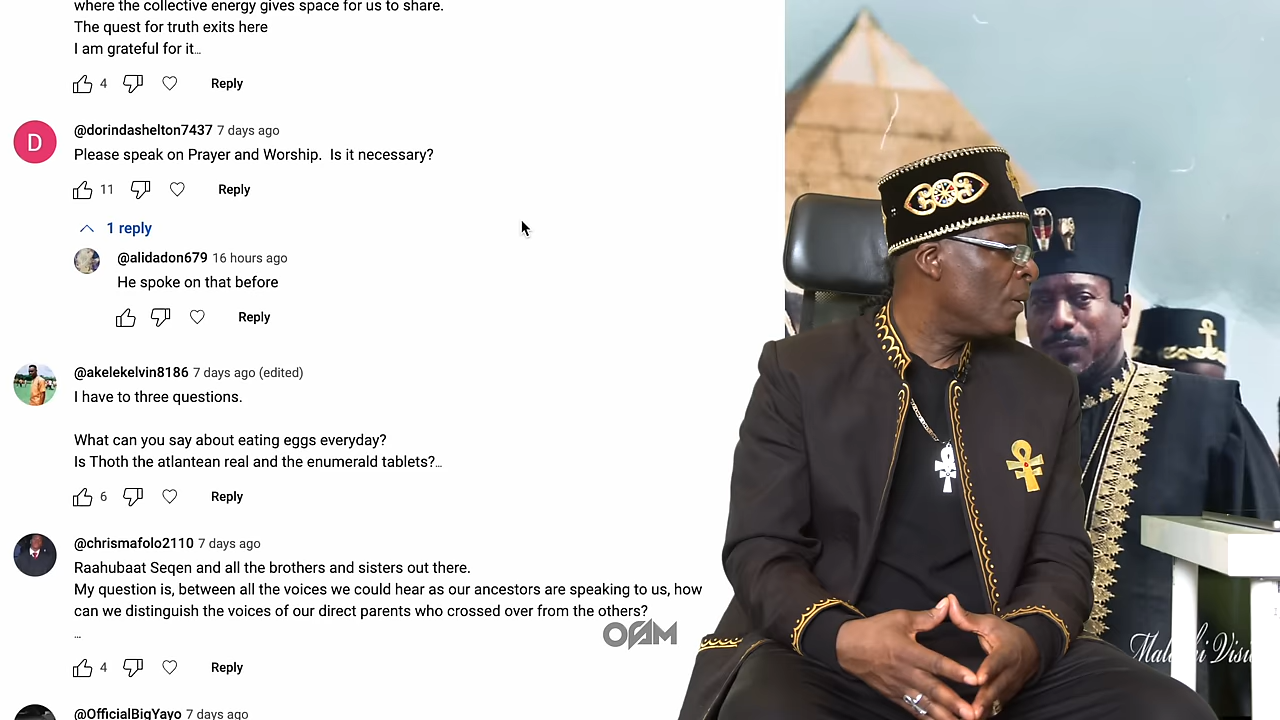 where the collective energy gives space for us to share.
The quest for truth exits here
I am grateful for it...
4
Reply
D
@dorindashelton7437 7 days ago
Please speak on Prayer and Worship.  Is it necessary?
11
Reply
1 reply
@alidadon679 16 hours ago
He spoke on that before
Reply
@akelekelvin8186 7 days ago (edited)
I have to three questions.
What can you say about eating eggs everyday?
Is Thoth the atlantean real and the enumerald tablets?...
6
Reply
@chrismafolo2110 7 days ago
Raahubaat Seqen and all the brothers and sisters out there.
My question is, between all the voices we could hear as our ancestors are speaking to us, how
can we distinguish the voices of our direct parents who crossed over from the others?
...
4
Reply
@OfficialBigYayo 7 days ago